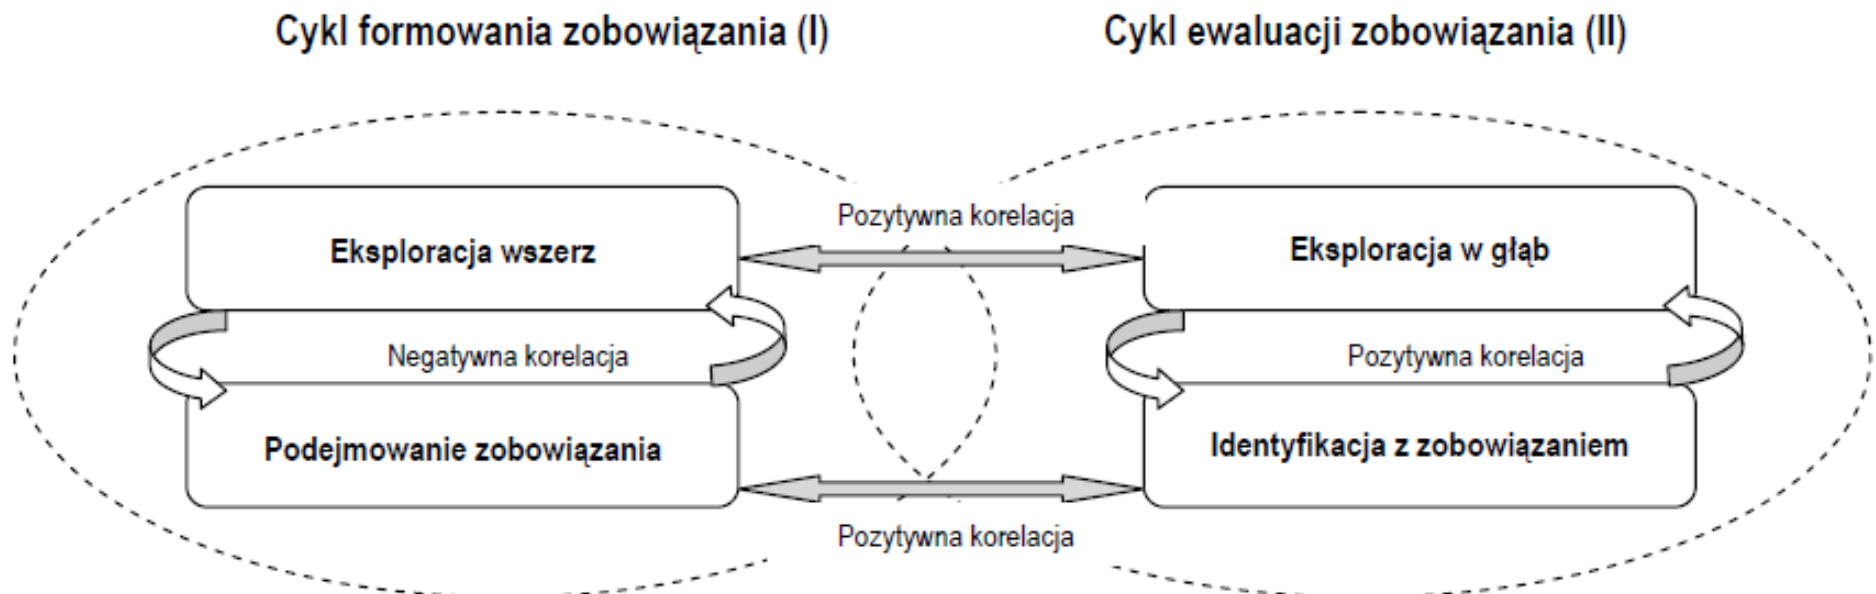 Cykl formowania zobowiązania (I)
Cykl ewaluacji zobowiązania (II)
Pozytywna korelacja
Eksploracja wszerz
Eksploracja w głąb
Negatywna korelacja
Pozytywna korelacja
Podejmowanie zobowiązania
Identyfikacja z zobowiązaniem
Pozytywna korelacja